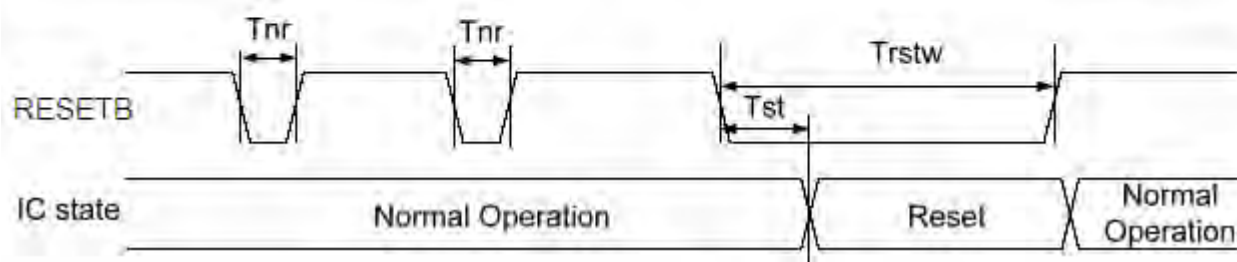 Tnr
Tnr
Trstw
Tst
RESETB
IC state
Normal Operation
Reset
Normal
Operation